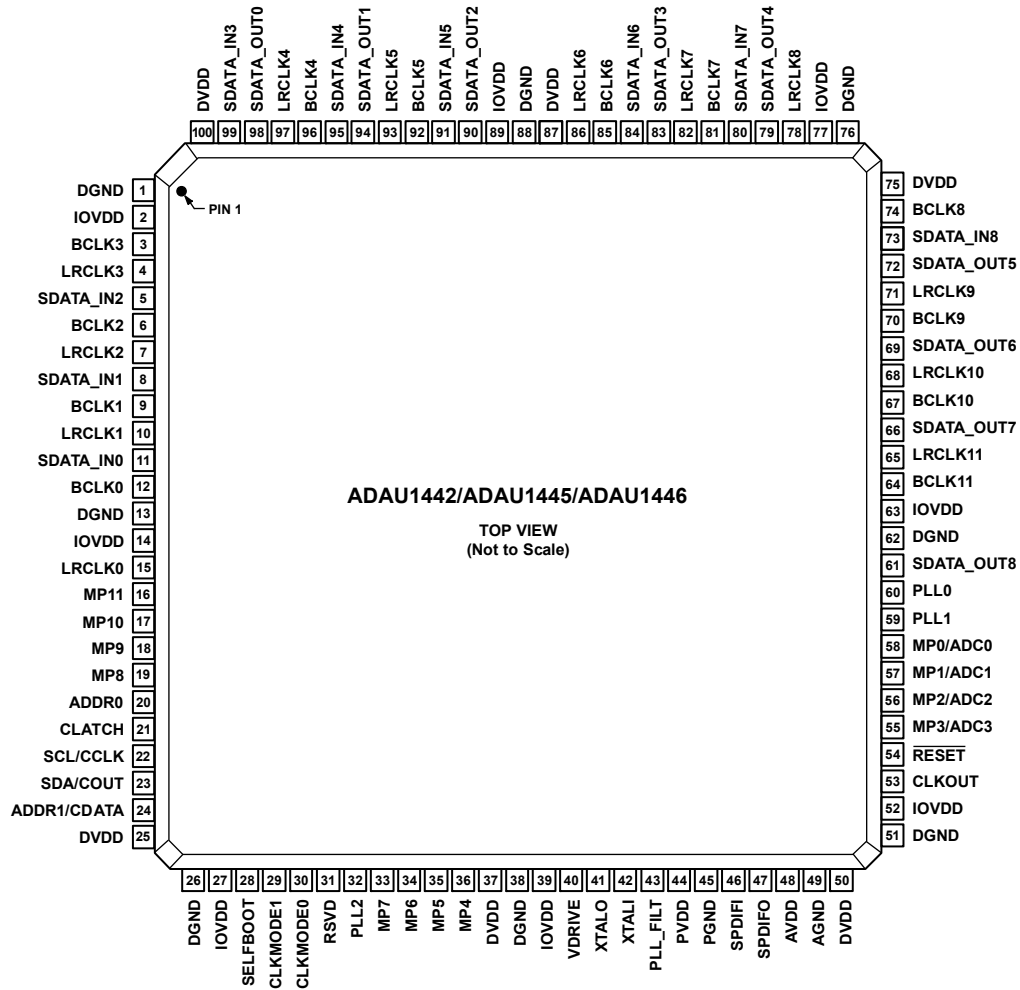 DVDD
SDATA_IN3
SDATA_OUT0
LRCLK4
BCLK4
SDATA_IN4
SDATA_OUT1
LRCLK5
BCLK5
SDATA_IN5
SDATA_OUT2
IOVDD
DGND
DVDD
LRCLK6
BCLK6
SDATA_IN6
SDATA_OUT3
LRCLK7
BCLK7
SDATA_IN7
SDATA_OUT4
LRCLK8
IOVDD
DGND
100 99 98 97 96 95 94 93 92 91 90 89 88 87 86 85 84 83 82 81 80 79 78 77 76
DGND 1
IOVDD 2
BCLK3 3
LRCLK3 4
SDATA_IN2 5
BCLK2 6
LRCLK2 7
SDATA_IN1 8
BCLK1 9
LRCLK1 10
SDATA_IN0 11
BCLK0 12
DGND 13
IOVDD 14
LRCLK0 15
MP11 16
MP10 17
MP9 18
MP8 19
ADDR0 20
CLATCH 21
SCL/CCLK 22
SDA/COUT 23
ADDR1/CDATA 24
DVDD 25
PIN 1
ADAU1442/ADAU1445/ADAU1446
TOP VIEW
(Not to Scale)
75 DVDD
74 BCLK8
73 SDATA_IN8
72 SDATA_OUT5
71 LRCLK9
70 BCLK9
69 SDATA_OUT6
68 LRCLK10
67 BCLK10
66 SDATA_OUT7
65 LRCLK11
64 BCLK11
63 IOVDD
62 DGND
61 SDATA_OUT8
60 PLL0
59 PLL1
58 MP0/ADC0
57 MP1/ADC1
56 MP2/ADC2
55 MP3/ADC3
54 RESET
53 CLKOUT
52 IOVDD
51 DGND
26 27 28 29 30 31 32 33 34 35 36 37 38 39 40 41 42 43 44 45 46 47 48 49 50
DGND
IOVDD
SELFBOOT
CLKMODE1
CLKMODE0
RSVD
PLL2
MP7
MP6
MP5
MP4
DVDD
DGND
IOVDD
VDRIVE
XTALO
XTALI
PLL_FILT
PVDD
PGND
SPDIFI
SPDIFO
AVDD
AGND
DVDD